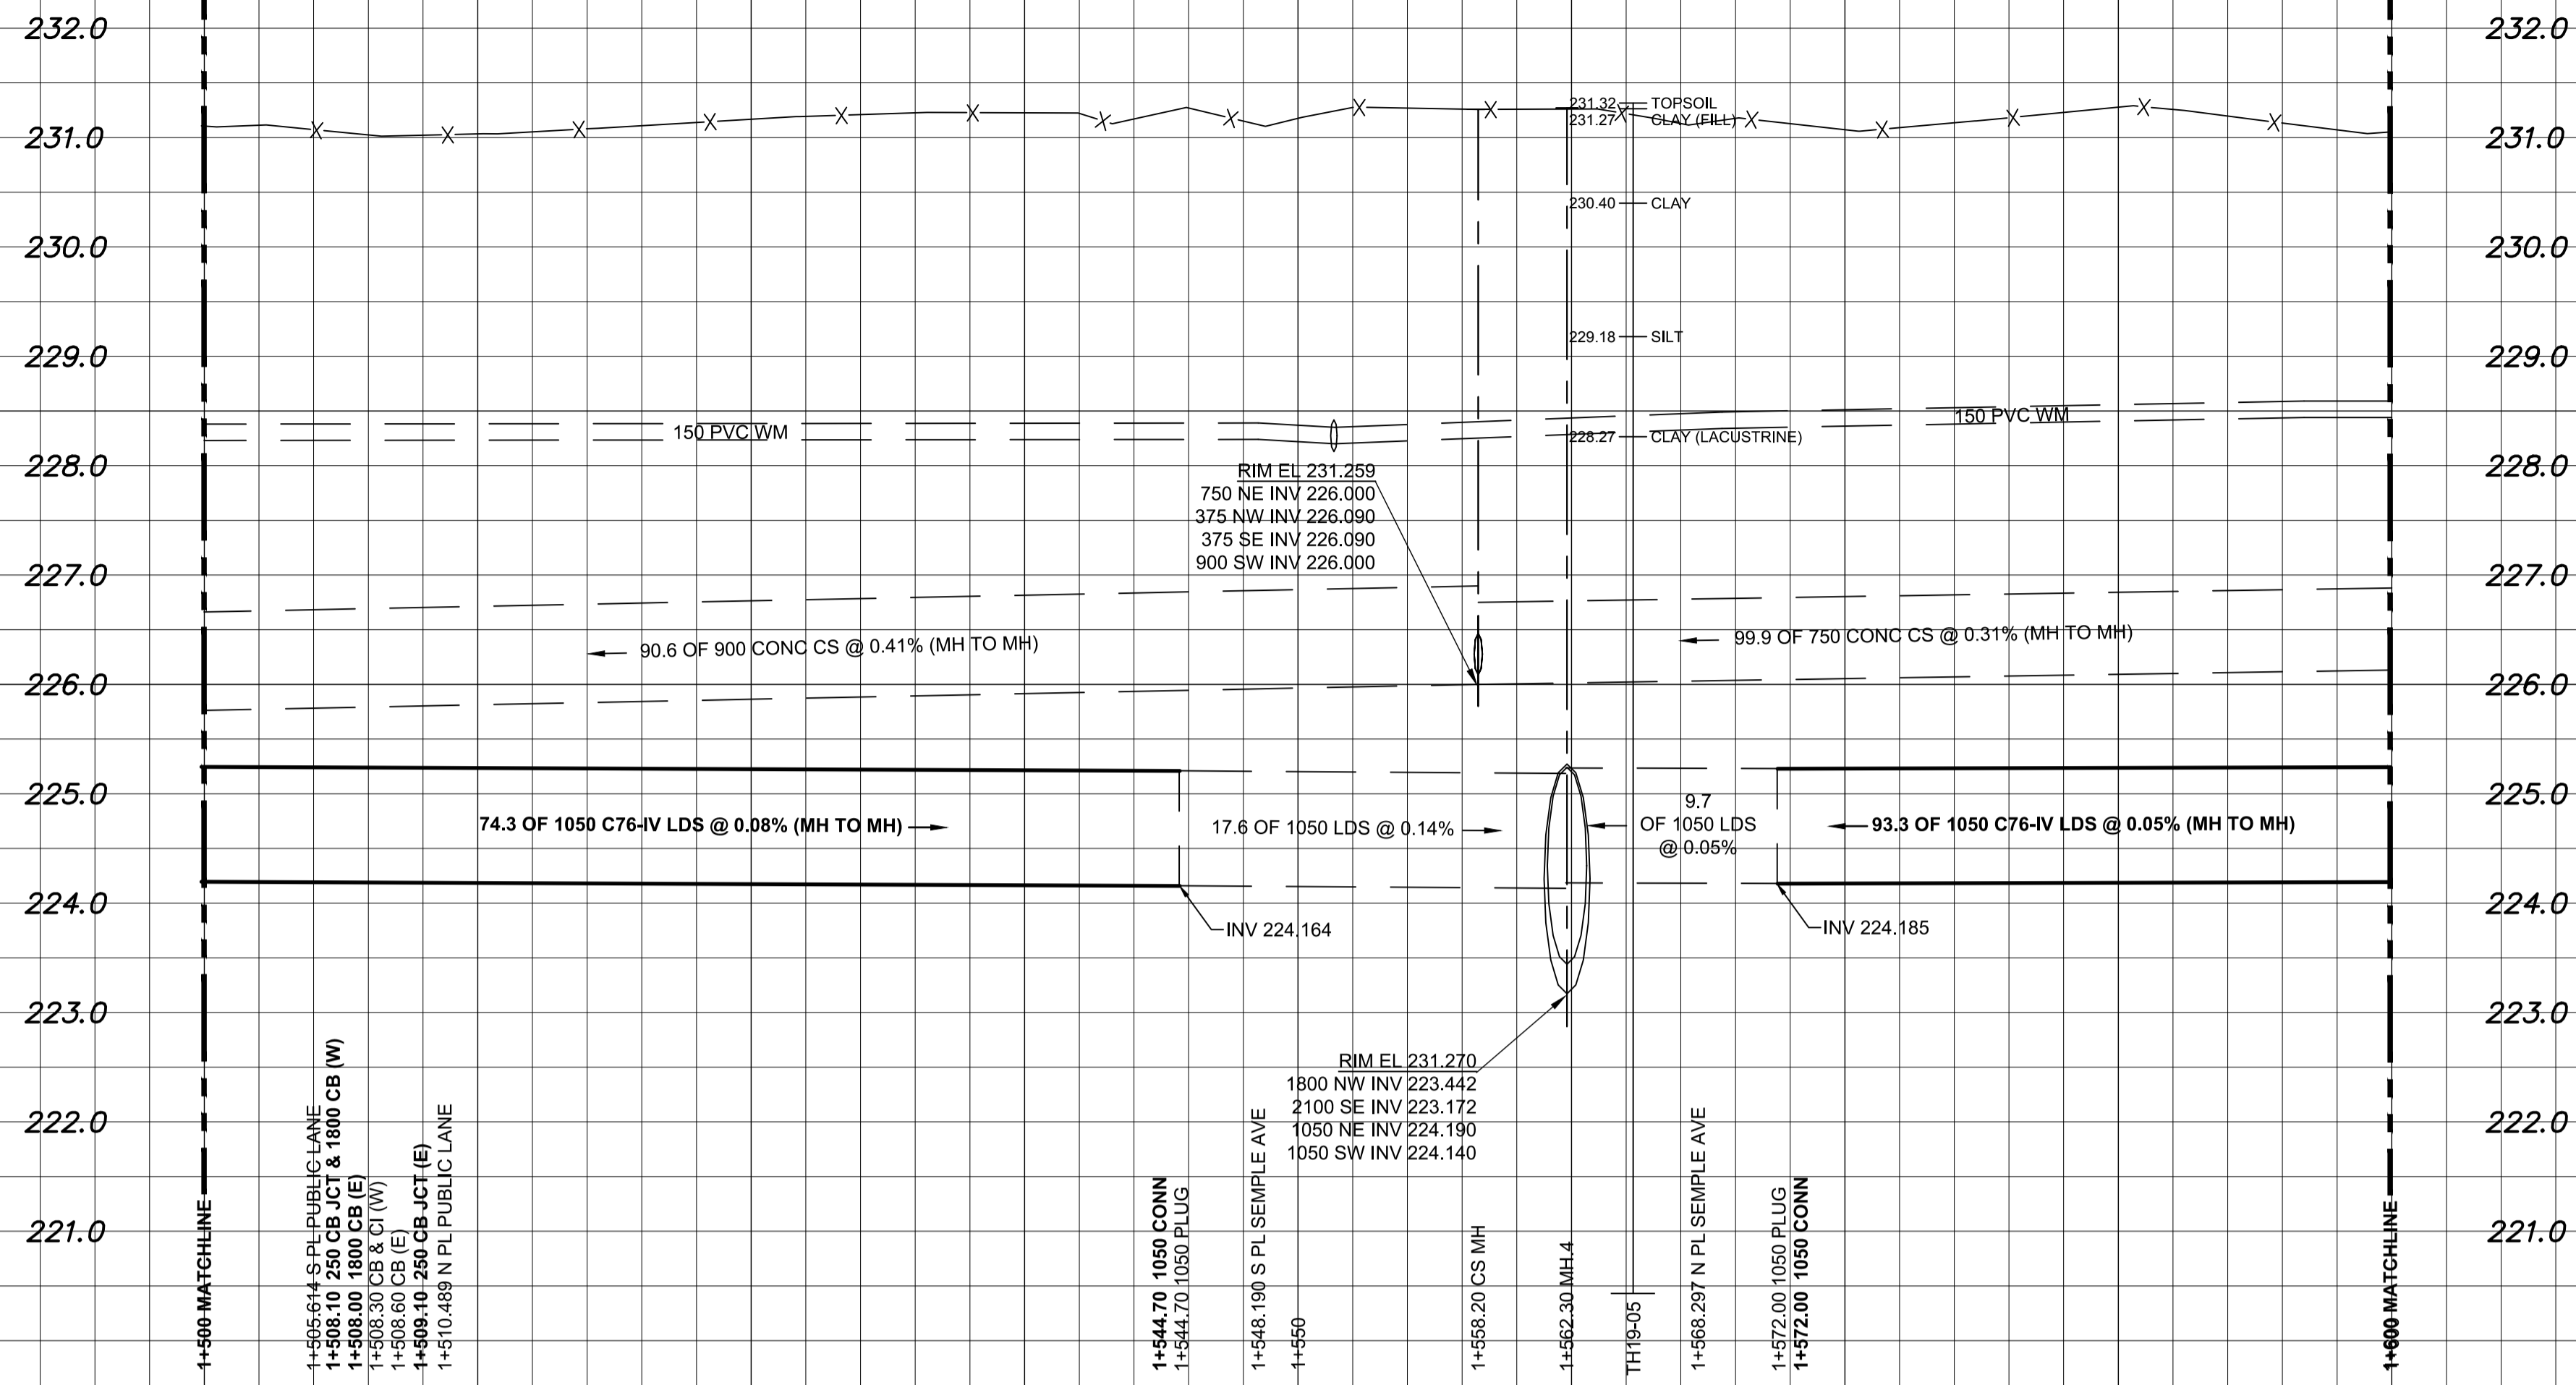 232.0
232.0
231.32 TOPSOIL
231.27 CLAY (FILL)
231.0
231.0
230.40 CLAY
230.0
230.0
229.18 SILT
229.0
229.0
150 PVC WM
150 PVC WM
228.27 CLAY (LACUSTRINE)
228.0
228.0
RIM EL 231.259
750 NE INV 226.000
375 NW INV 226.090
375 SE INV 226.090
900 SW INV 226.000
227.0
227.0
90.6 OF 900 CONC CS @ 0.41% (MH TO MH)
99.9 OF 750 CONC CS @ 0.31% (MH TO MH)
226.0
226.0
225.0
225.0
74.3 OF 1050 C76-IV LDS @ 0.08% (MH TO MH)
17.6 OF 1050 LDS @ 0.14%
9.7
OF 1050 LDS
@ 0.05%
93.3 OF 1050 C76-IV LDS @ 0.05% (MH TO MH)
224.0
224.0
INV 224.164
INV 224.185
223.0
223.0
RIM EL 231.270
1800 NW INV 223.442
2100 SE INV 223.172
1050 NE INV 224.190
1050 SW INV 224.140
222.0
222.0
221.0
221.0
1+500 MATCHLINE
1+505.614 S PL PUBLIC LANE
1+508.10 250 CB JCT & 1800 CB (W)
1+508.00 1800 CB (E)
1+508.30 CB & CI (W)
1+508.60 CB (E)
1+509.10 250 CB JCT (E)
1+510.489 N PL PUBLIC LANE
1+544.70 1050 CONN
1+544.70 1050 PLUG
1+548.190 S PL SEMPLE AVE
1+550
1+558.20 CS MH
1+562.30 MH.4
TH19-05
1+568.297 N PL SEMPLE AVE
1+572.00 1050 PLUG
1+572.00 1050 CONN
1+600 MATCHLINE